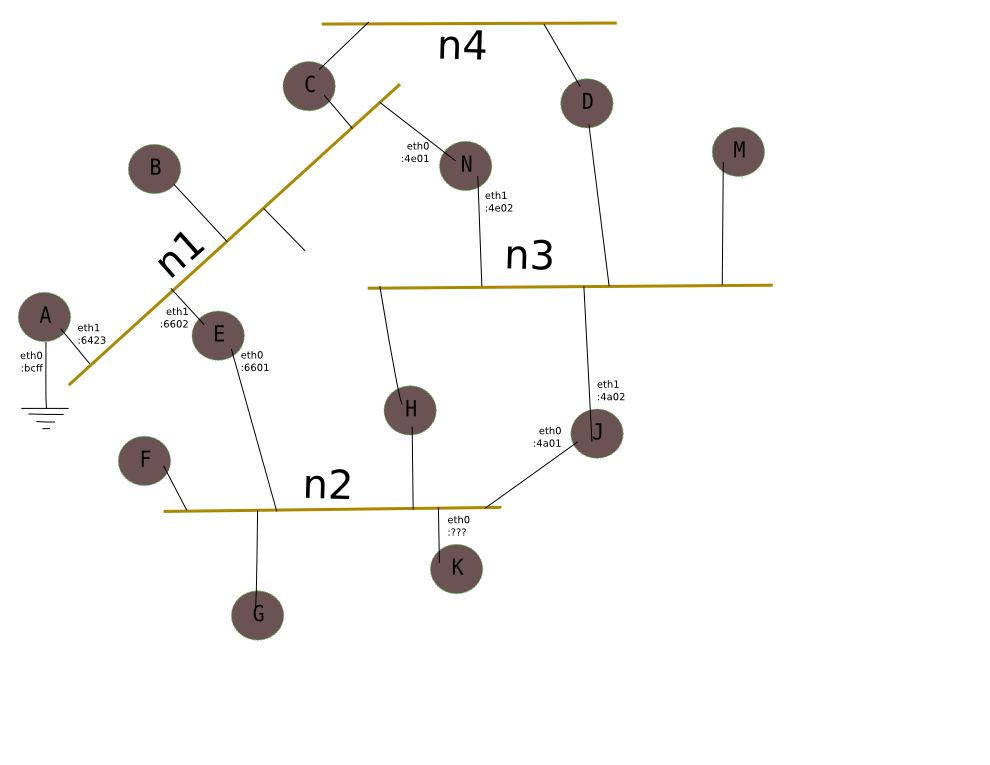 n4
C
D
eth0
:4e01
N
M
B
eth1
:4e02
n1
n3
A
eth1
:6423
eth0
:bcff
eth1
:6602
E
eth0
:6601
H
eth1
:4a02
eth0
:4a01
J
F
n2
eth0
:???
K
G